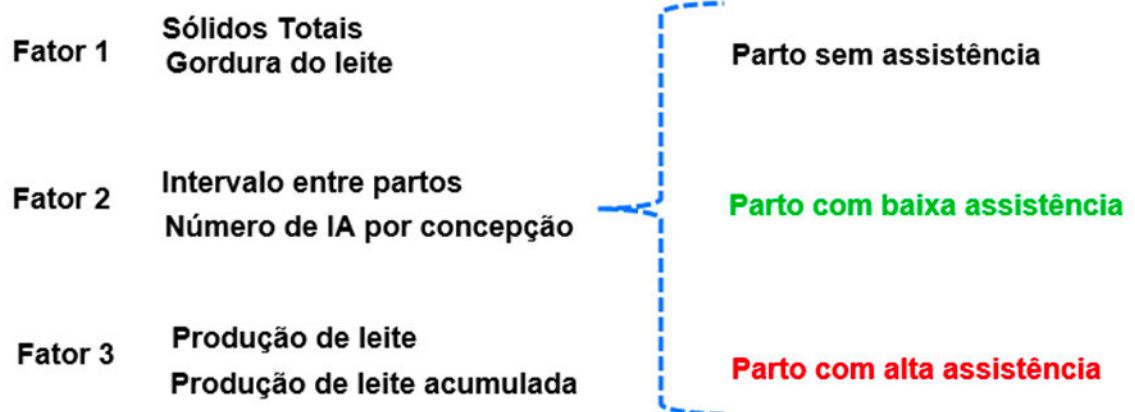 Fator 1
Sólidos Totais
Gordura do leite
Parto sem assistência
Fator 2
Intervalo entre partos
Número de IA por concepção
Parto com baixa assistência
Fator 3
Produção de leite
Produção de leite acumulada
Parto com alta assistência